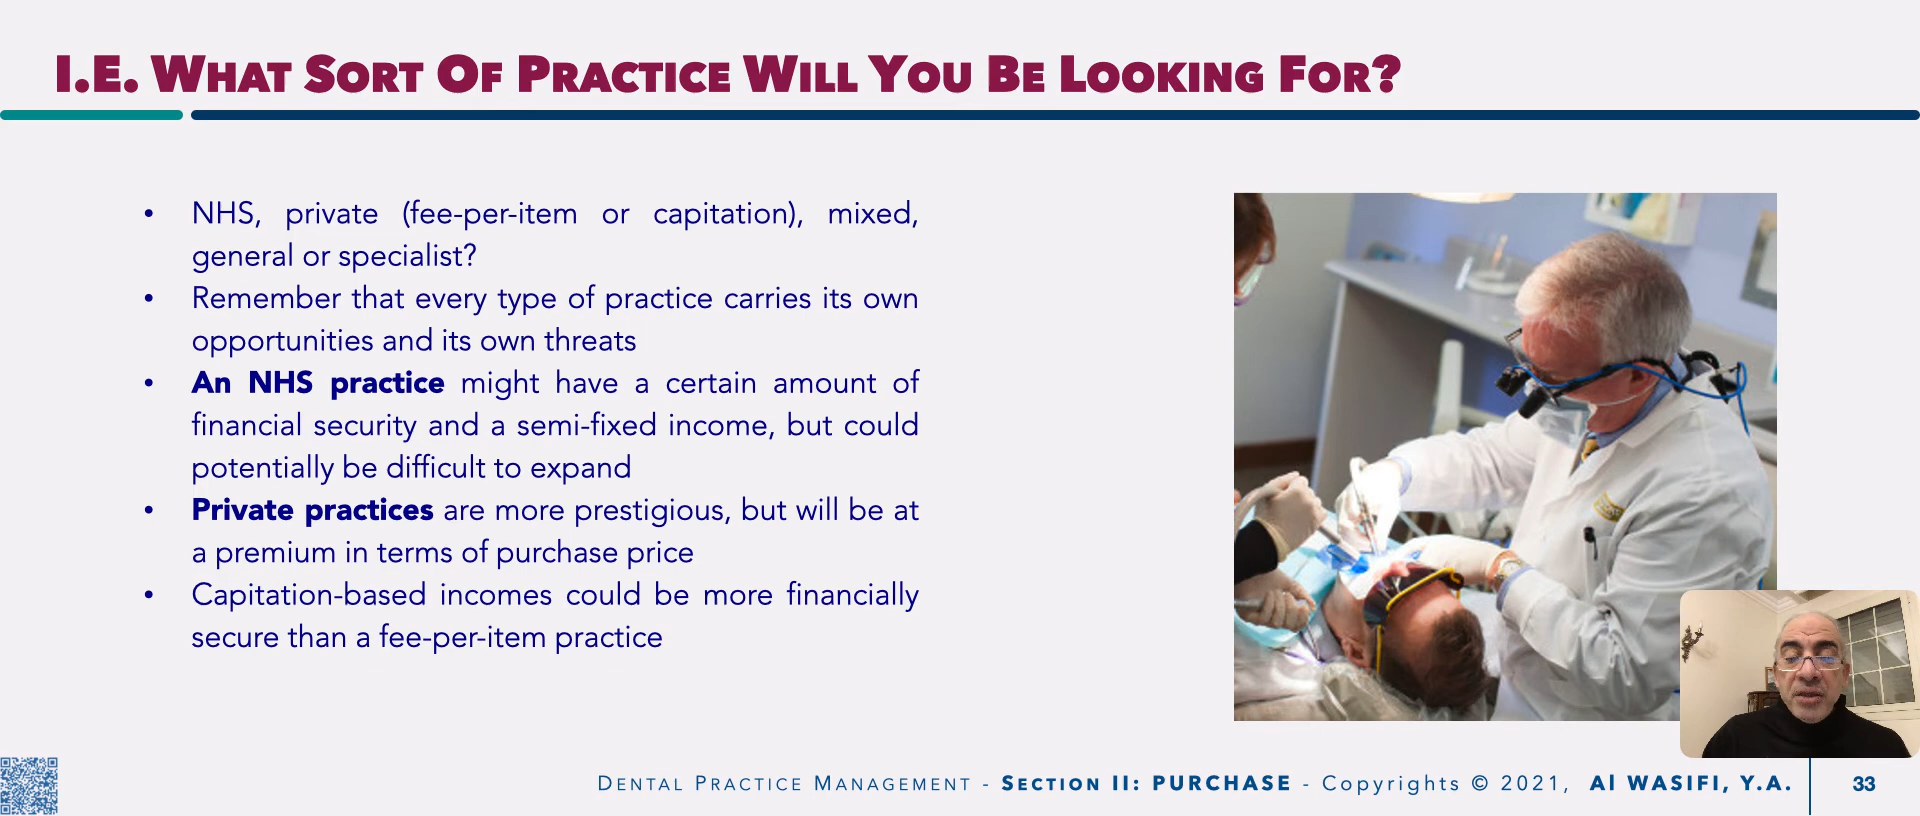 I.E. WHAT SORT OF PRACTICE WILL YOU BE LOOKING FOR?
• NHS, private (fee-per-item or capitation), mixed,
general or specialist?
• Remember that every type of practice carries its own
opportunities and its own threats
• An NHS practice might have a certain amount of
financial security and a semi-fixed income, but could
potentially be difficult to expand
• Private practices are more prestigious, but will be at
a premium in terms of purchase price
• Capitation-based incomes could be more financially
secure than a fee-per-item practice
DENTAL PRACTICE MANAGEMENT - SECTION II: PURCHASE - Copyrights © 2021, Al WASIFI, Y.A.
33